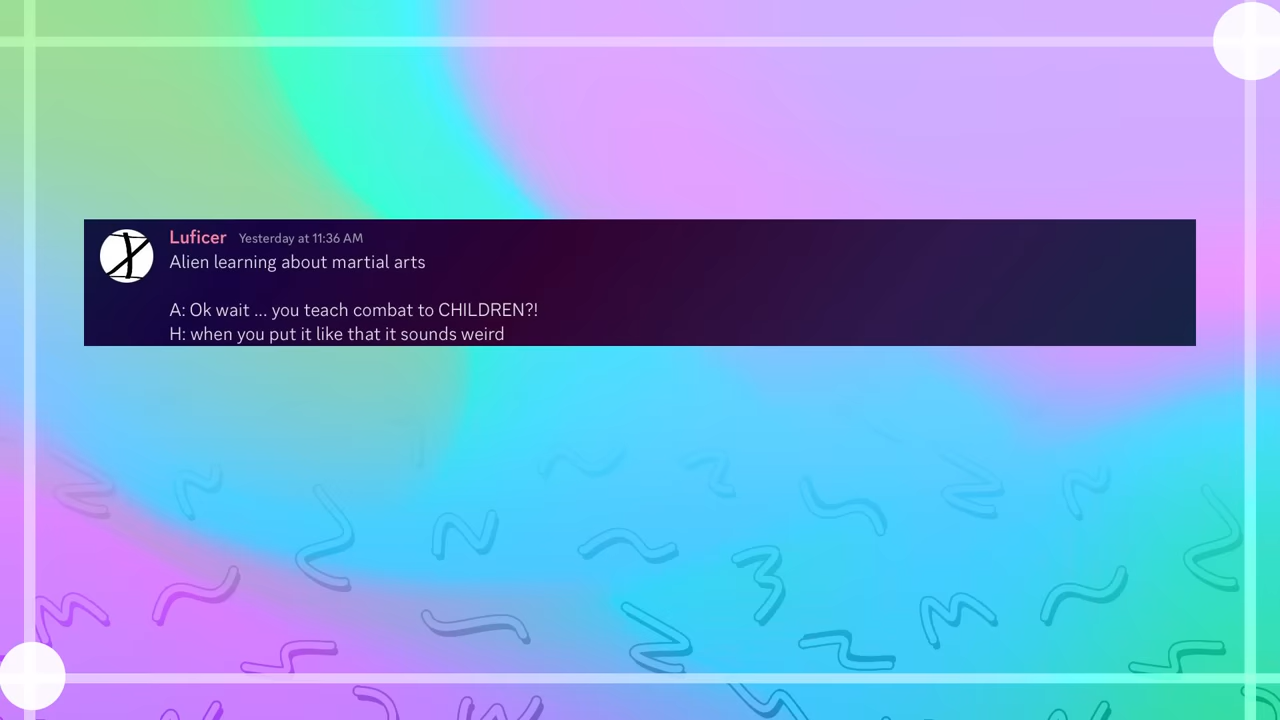 Luficer Yesterday at 11:36 AM
Alien learning about martial arts
A: Ok wait ... you teach combat to CHILDREN?!
H: when you put it like that it sounds weird